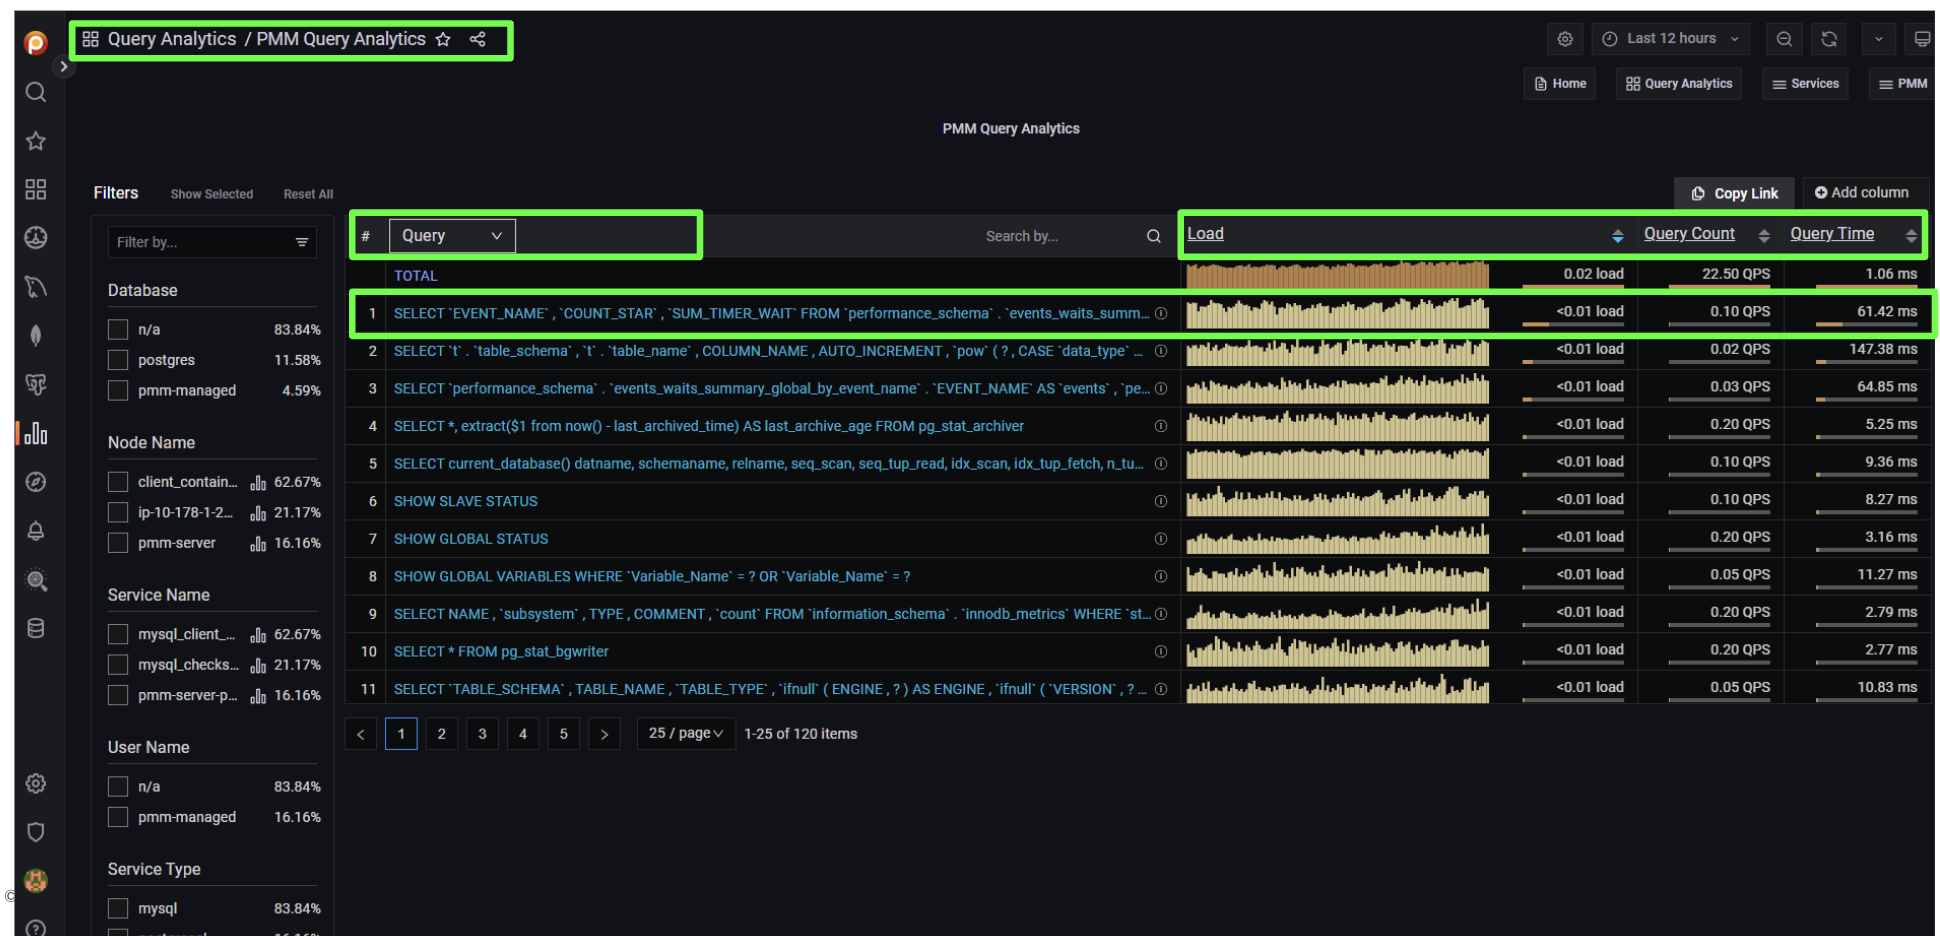 Query Analytics / PMM Query Analytics
Last 12 hours
Home
Query Analytics
Services
PMM
PMM Query Analytics
Filters
Show Selected
Reset All
Copy Link
Add column
Filter by...
# Query
Search by...
Load
Query Count
Query Time
TOTAL 0.02 load 22.50 QPS 1.06 ms
1 SELECT `EVENT_NAME` , `COUNT_STAR` , `SUM_TIMER_WAIT` FROM `performance_schema` . `events_waits_summ... <0.01 load 0.10 QPS 61.42 ms
2 SELECT `t` . `table_schema` , `t` . `table_name` , COLUMN_NAME , AUTO_INCREMENT , `pow` ( ? , CASE `data_type` ... <0.01 load 0.02 QPS 147.38 ms
3 SELECT `performance_schema` . `events_waits_summary_global_by_event_name` . `EVENT_NAME` AS `events` , `pe... <0.01 load 0.03 QPS 64.85 ms
4 SELECT *, extract($1 from now() - last_archived_time) AS last_archive_age FROM pg_stat_archiver <0.01 load 0.20 QPS 5.25 ms
5 SELECT current_database() datname, schemaname, relname, seq_scan, seq_tup_read, idx_scan, idx_tup_fetch, n_tu... <0.01 load 0.10 QPS 9.36 ms
6 SHOW SLAVE STATUS <0.01 load 0.10 QPS 8.27 ms
7 SHOW GLOBAL STATUS <0.01 load 0.20 QPS 3.16 ms
8 SHOW GLOBAL VARIABLES WHERE `Variable_Name` = ? OR `Variable_Name` = ? <0.01 load 0.05 QPS 11.27 ms
9 SELECT NAME , `subsystem` , TYPE , COMMENT , `count` FROM `information_schema` . `innodb_metrics` WHERE `st... <0.01 load 0.20 QPS 2.79 ms
10 SELECT * FROM pg_stat_bgwriter <0.01 load 0.20 QPS 2.77 ms
11 SELECT `TABLE_SCHEMA` , TABLE_NAME , `TABLE_TYPE` , `ifnull` ( ENGINE , ? ) AS ENGINE , `ifnull` ( `VERSION` , ? ... <0.01 load 0.05 QPS 10.83 ms
< 1 2 3 4 5 > 25 / page 1-25 of 120 items
Database
n/a 83.84%
postgres 11.58%
pmm-managed 4.59%
Node Name
client_contain... 62.67%
ip-10-178-1-2... 21.17%
pmm-server 16.16%
Service Name
mysql_client_... 62.67%
mysql_checks... 21.17%
pmm-server-p... 16.16%
User Name
n/a 83.84%
pmm-managed 16.16%
Service Type
mysql 83.84%
©